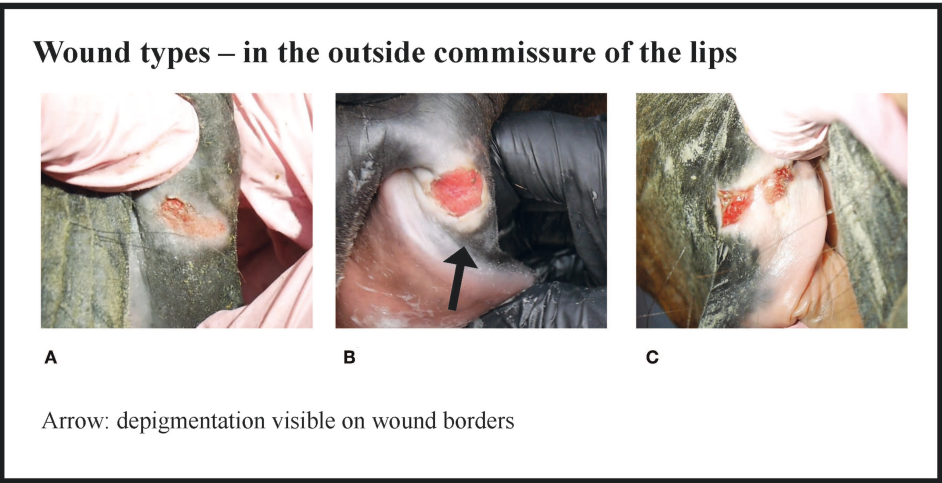 Wound types – in the outside commissure of the lips
A
B
C
Arrow: depigmentation visible on wound borders